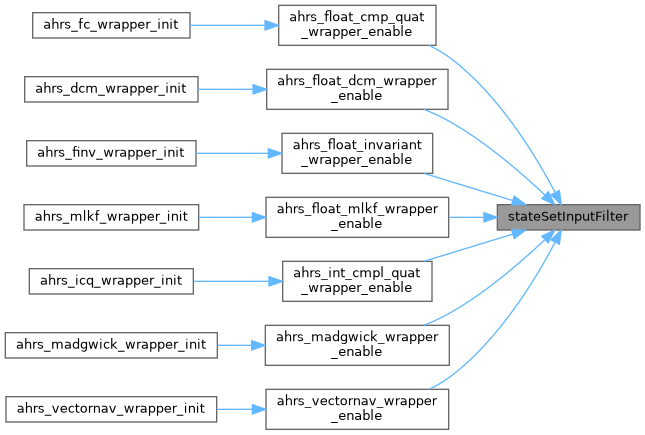 ahrs_fc_wrapper_init
ahrs_float_cmp_quat
_wrapper_enable
ahrs_dcm_wrapper_init
ahrs_float_dcm_wrapper
_enable
ahrs_finv_wrapper_init
ahrs_float_invariant
_wrapper_enable
ahrs_mlkf_wrapper_init
ahrs_float_mlkf_wrapper
_enable
stateSetInputFilter
ahrs_icq_wrapper_init
ahrs_int_cmpl_quat
_wrapper_enable
ahrs_madgwick_wrapper_init
ahrs_madgwick_wrapper
_enable
ahrs_vectornav_wrapper_init
ahrs_vectornav_wrapper
_enable